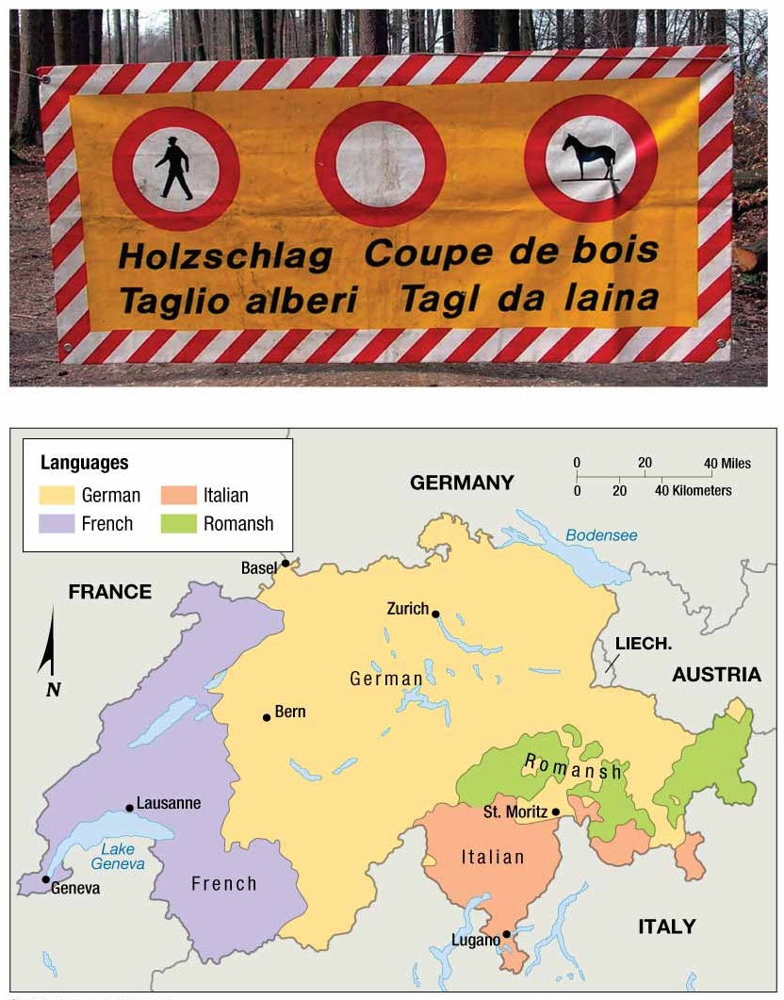 Holzschlag Coupe de bois
Taglio alberi Tagl da laina
Languages
German
Italian
French
Romansh
0 20 40 Miles
0 20 40 Kilometers
GERMANY
Bodensee
Basel
FRANCE
Zurich
LIECH.
German
AUSTRIA
N
Bern
Romansh
Lausanne
St. Moritz
Lake
Geneva
Italian
French
Geneva
ITALY
Lugano